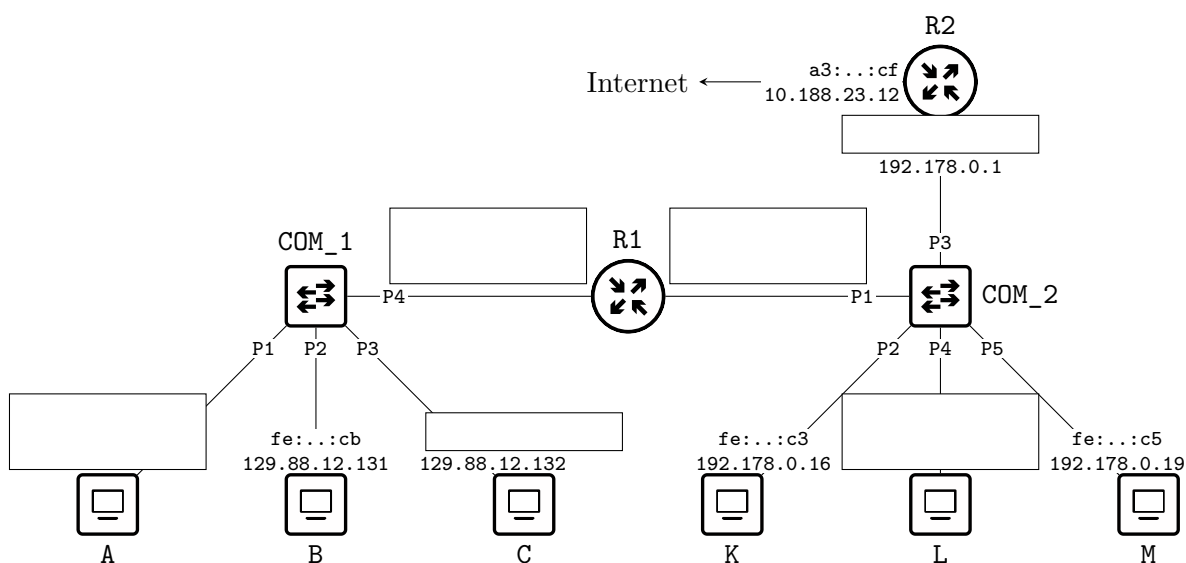 R2
a3:..:cf
Internet
10.188.23.12
192.178.0.1
COM_1
R1
P3
P4
P1
COM_2
P1
P2
P3
P2
P4
P5
fe:..:cb
129.88.12.131
129.88.12.132
fe:..:c3
192.178.0.16
fe:..:c5
192.178.0.19
A
B
C
K
L
M